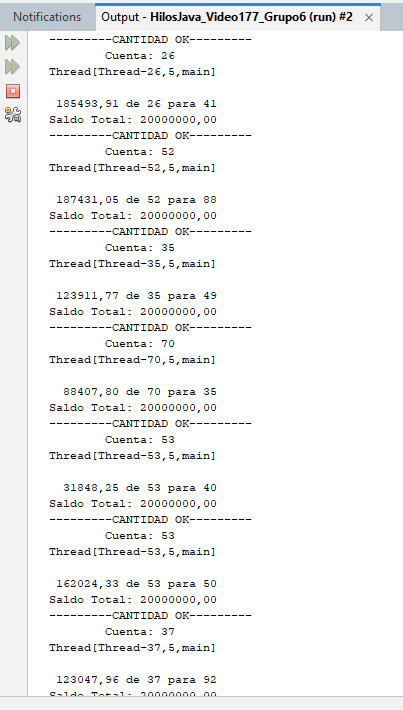 Notifications
Output - HilosJava_Video177_Grupo6 (run) #2 ×
---------CANTIDAD OK---------
Cuenta: 26
Thread[Thread-26,5,main]
185493,91 de 26 para 41
Saldo Total: 20000000,00
---------CANTIDAD OK---------
Cuenta: 52
Thread[Thread-52,5,main]
187431,05 de 52 para 88
Saldo Total: 20000000,00
---------CANTIDAD OK---------
Cuenta: 35
Thread[Thread-35,5,main]
123911,77 de 35 para 49
Saldo Total: 20000000,00
---------CANTIDAD OK---------
Cuenta: 70
Thread[Thread-70,5,main]
88407,80 de 70 para 35
Saldo Total: 20000000,00
---------CANTIDAD OK---------
Cuenta: 53
Thread[Thread-53,5,main]
31848,25 de 53 para 40
Saldo Total: 20000000,00
---------CANTIDAD OK---------
Cuenta: 53
Thread[Thread-53,5,main]
162024,33 de 53 para 50
Saldo Total: 20000000,00
---------CANTIDAD OK---------
Cuenta: 37
Thread[Thread-37,5,main]
123047,96 de 37 para 92
Saldo Total: 20000000,00